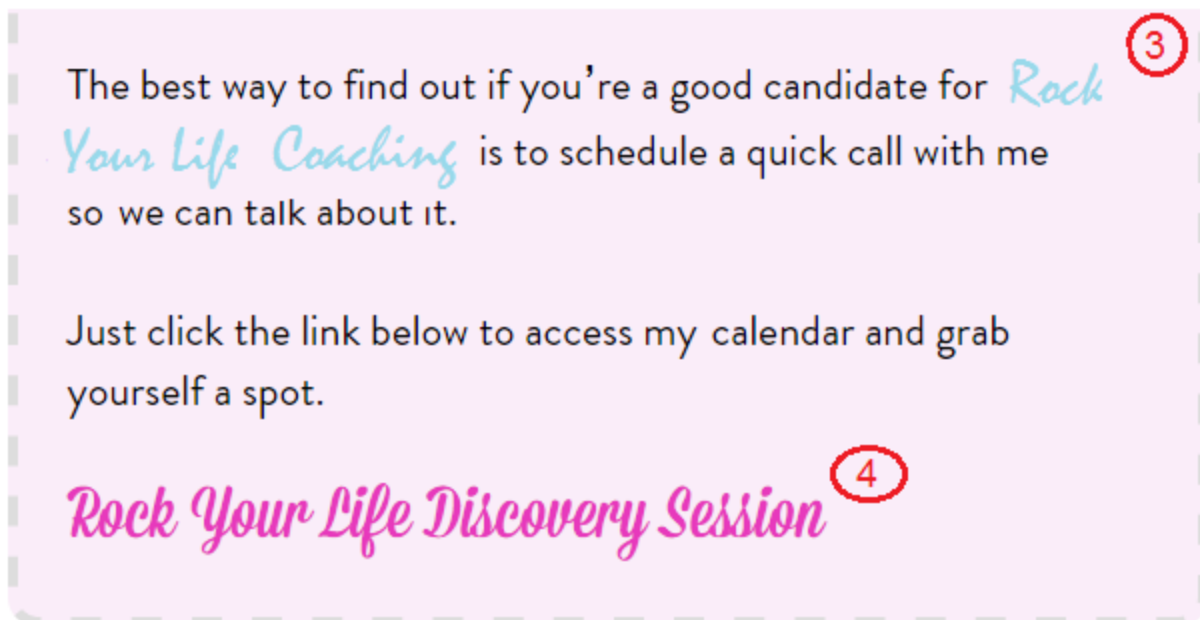 3
The best way to find out if you're a good candidate for Rock
Your Life Coaching is to schedule a quick call with me
so we can talk about it.
Just click the link below to access my calendar and grab
yourself a spot.
4
Rock Your Life Discovery Session